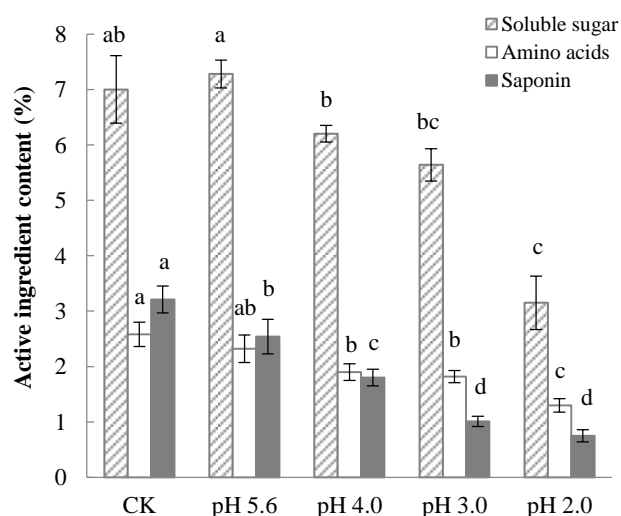 Soluble sugar
Amino acids
Saponin
Active ingredient content (%)
8
7
6
5
4
3
2
1
0
ab
a
a
a
ab
b
b
b
c
bc
b
d
c
c
d
CK
pH 5.6
pH 4.0
pH 3.0
pH 2.0